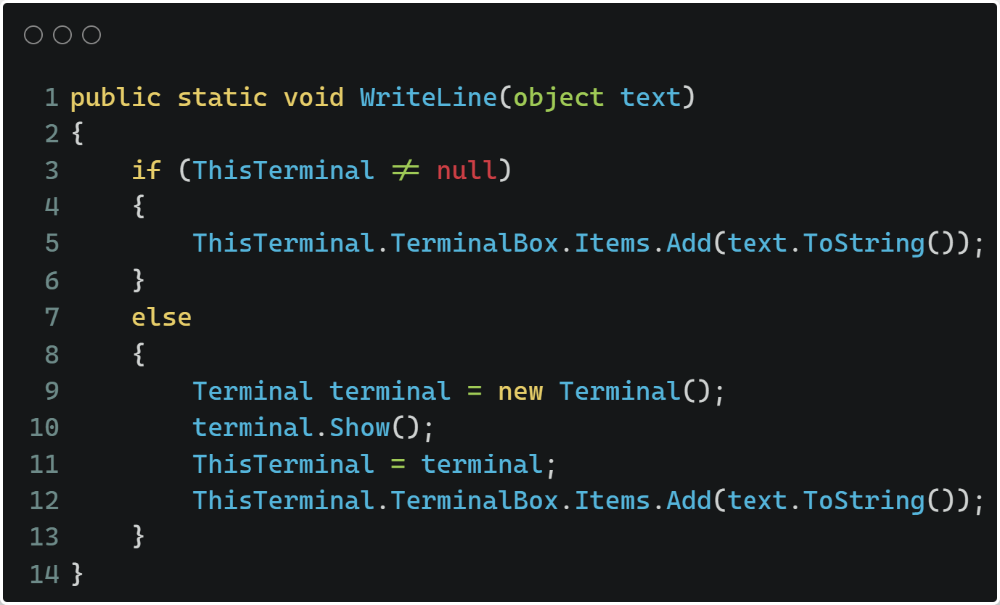 1 public static void WriteLine(object text)
2 {
3     if (ThisTerminal ≠ null)
4     {
5         ThisTerminal.TerminalBox.Items.Add(text.ToString());
6     }
7     else
8     {
9         Terminal terminal = new Terminal();
10         terminal.Show();
11         ThisTerminal = terminal;
12         ThisTerminal.TerminalBox.Items.Add(text.ToString());
13     }
14 }